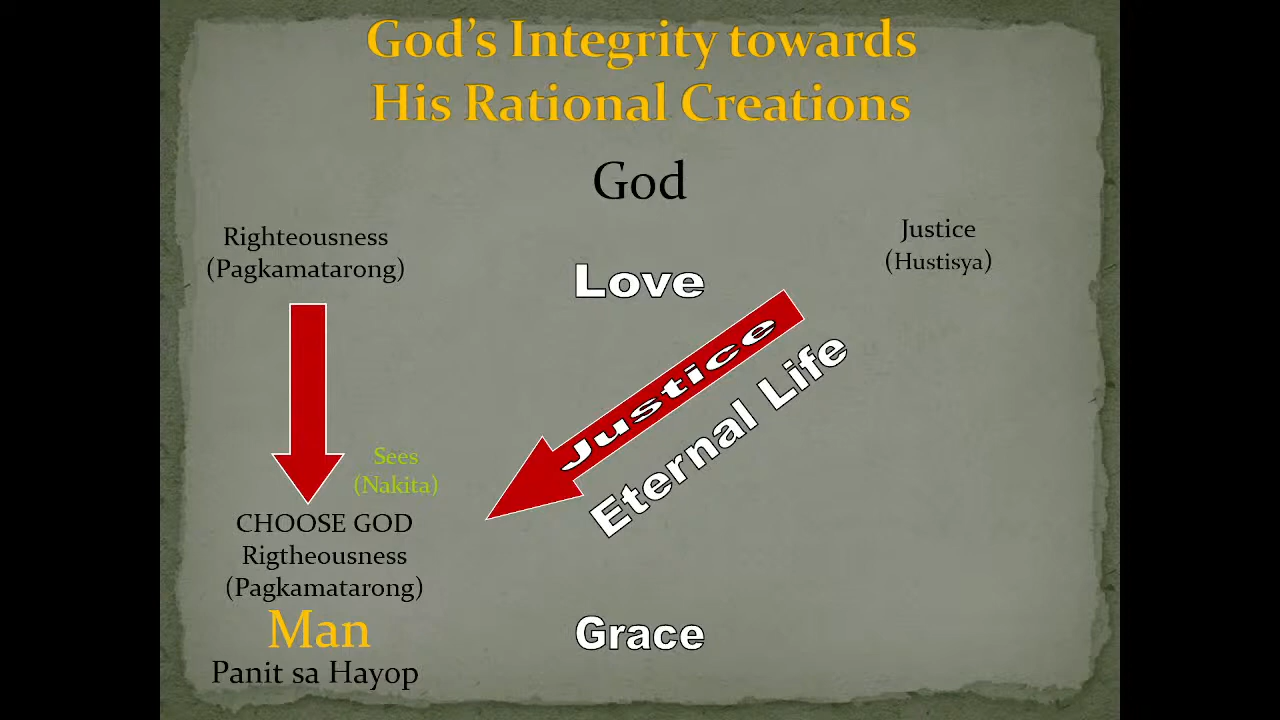 God's Integrity towards
His Rational Creations
God
Righteousness
(Pagkamatarong)
Justice
(Hustisya)
Love
Justice
Eternal Life
Sees
(Nakita)
CHOOSE GOD
Rigtheousness
(Pagkamatarong)
Man
Panit sa Hayop
Grace